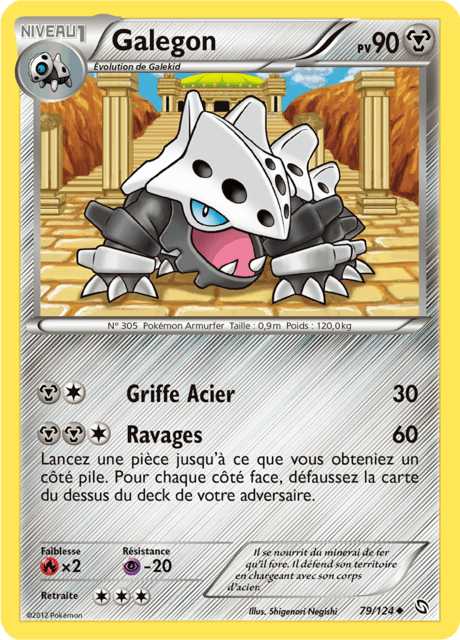 NIVEAU 1
Galegon
PV 90
Évolution de Galekid
N° 305 Pokémon Armurfer Taille : 0,9m Poids : 120,0kg
Griffe Acier 30
Ravages 60
Lancez une pièce jusqu'à ce que vous obteniez un
côté pile. Pour chaque côté face, défaussez la carte
du dessus du deck de votre adversaire.
Faiblesse
×2
Résistance
-20
Retraite
Il se nourrit du minerai de fer
qu'il fore. Il défend son territoire
en chargeant avec son corps
d'acier.
©2012 Pokémon
Illus. Shigenori Negishi
79/124